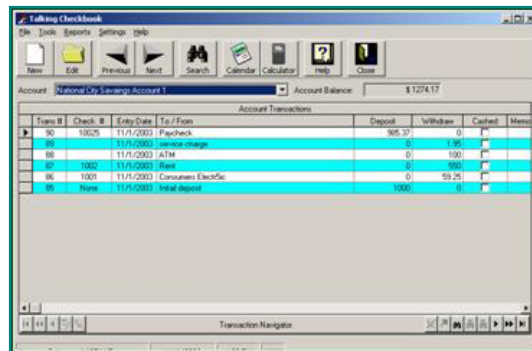 Talking Checkbook
File Tools Reports Settings Help
New Edit Previous Next Search Calendar Calculator Help Close
Account: National City Savaings Account 1 Account Balance: $ 1274.17
Account Transactions
Trans # Check # Entry Date To / From Deposit Withdraw Cashed Memo
90 10025 11/1/2003 Paycheck 985.37 0
89 11/1/2003 service charge 0 1.95
88 11/1/2003 ATM 0 100
87 1002 11/1/2003 Rent 0 550
86 1001 11/1/2003 Consumers Electr5ic 0 59.25
85 None 11/1/2003 Initial deposit 1000 0
Transaction Navigator